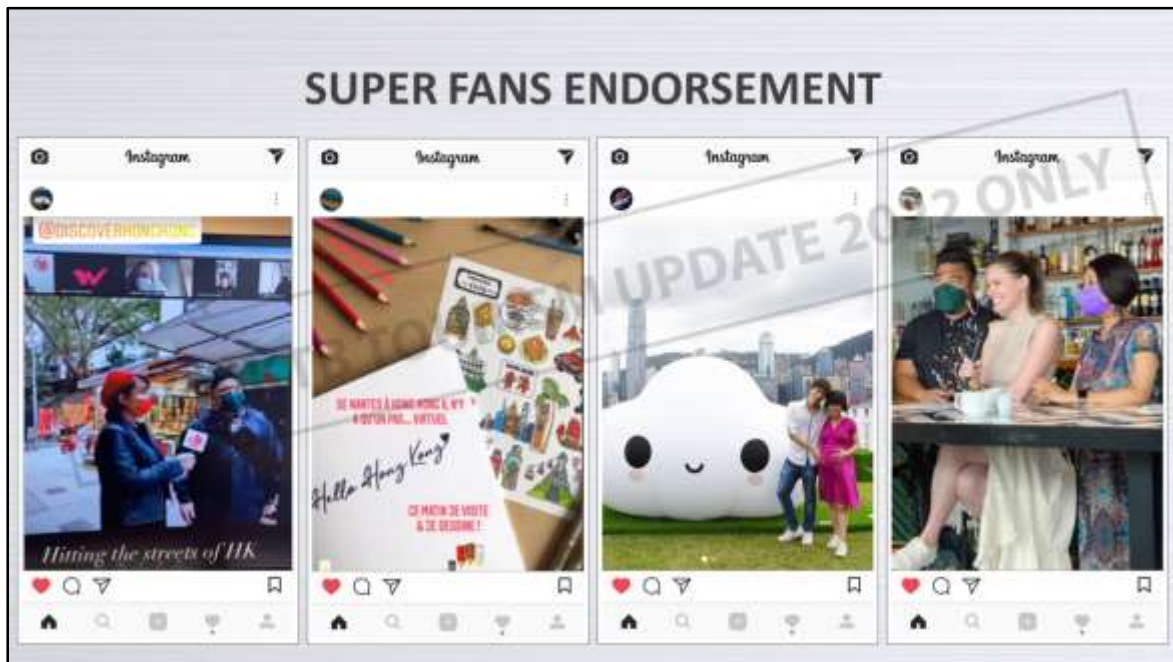 SUPER FANS ENDORSEMENT
Instagram
Instagram
Instagram
Instagram
@DISCOVERHONGKONG
Hitting the streets of HK
DE NANTES À HONG KONG IL N'Y
A QU'UN PAS... VIRTUEL
Hello Hong Kong
CE MATIN JE VISITE
& JE DESSINE !
UPDATE 2022 ONLY